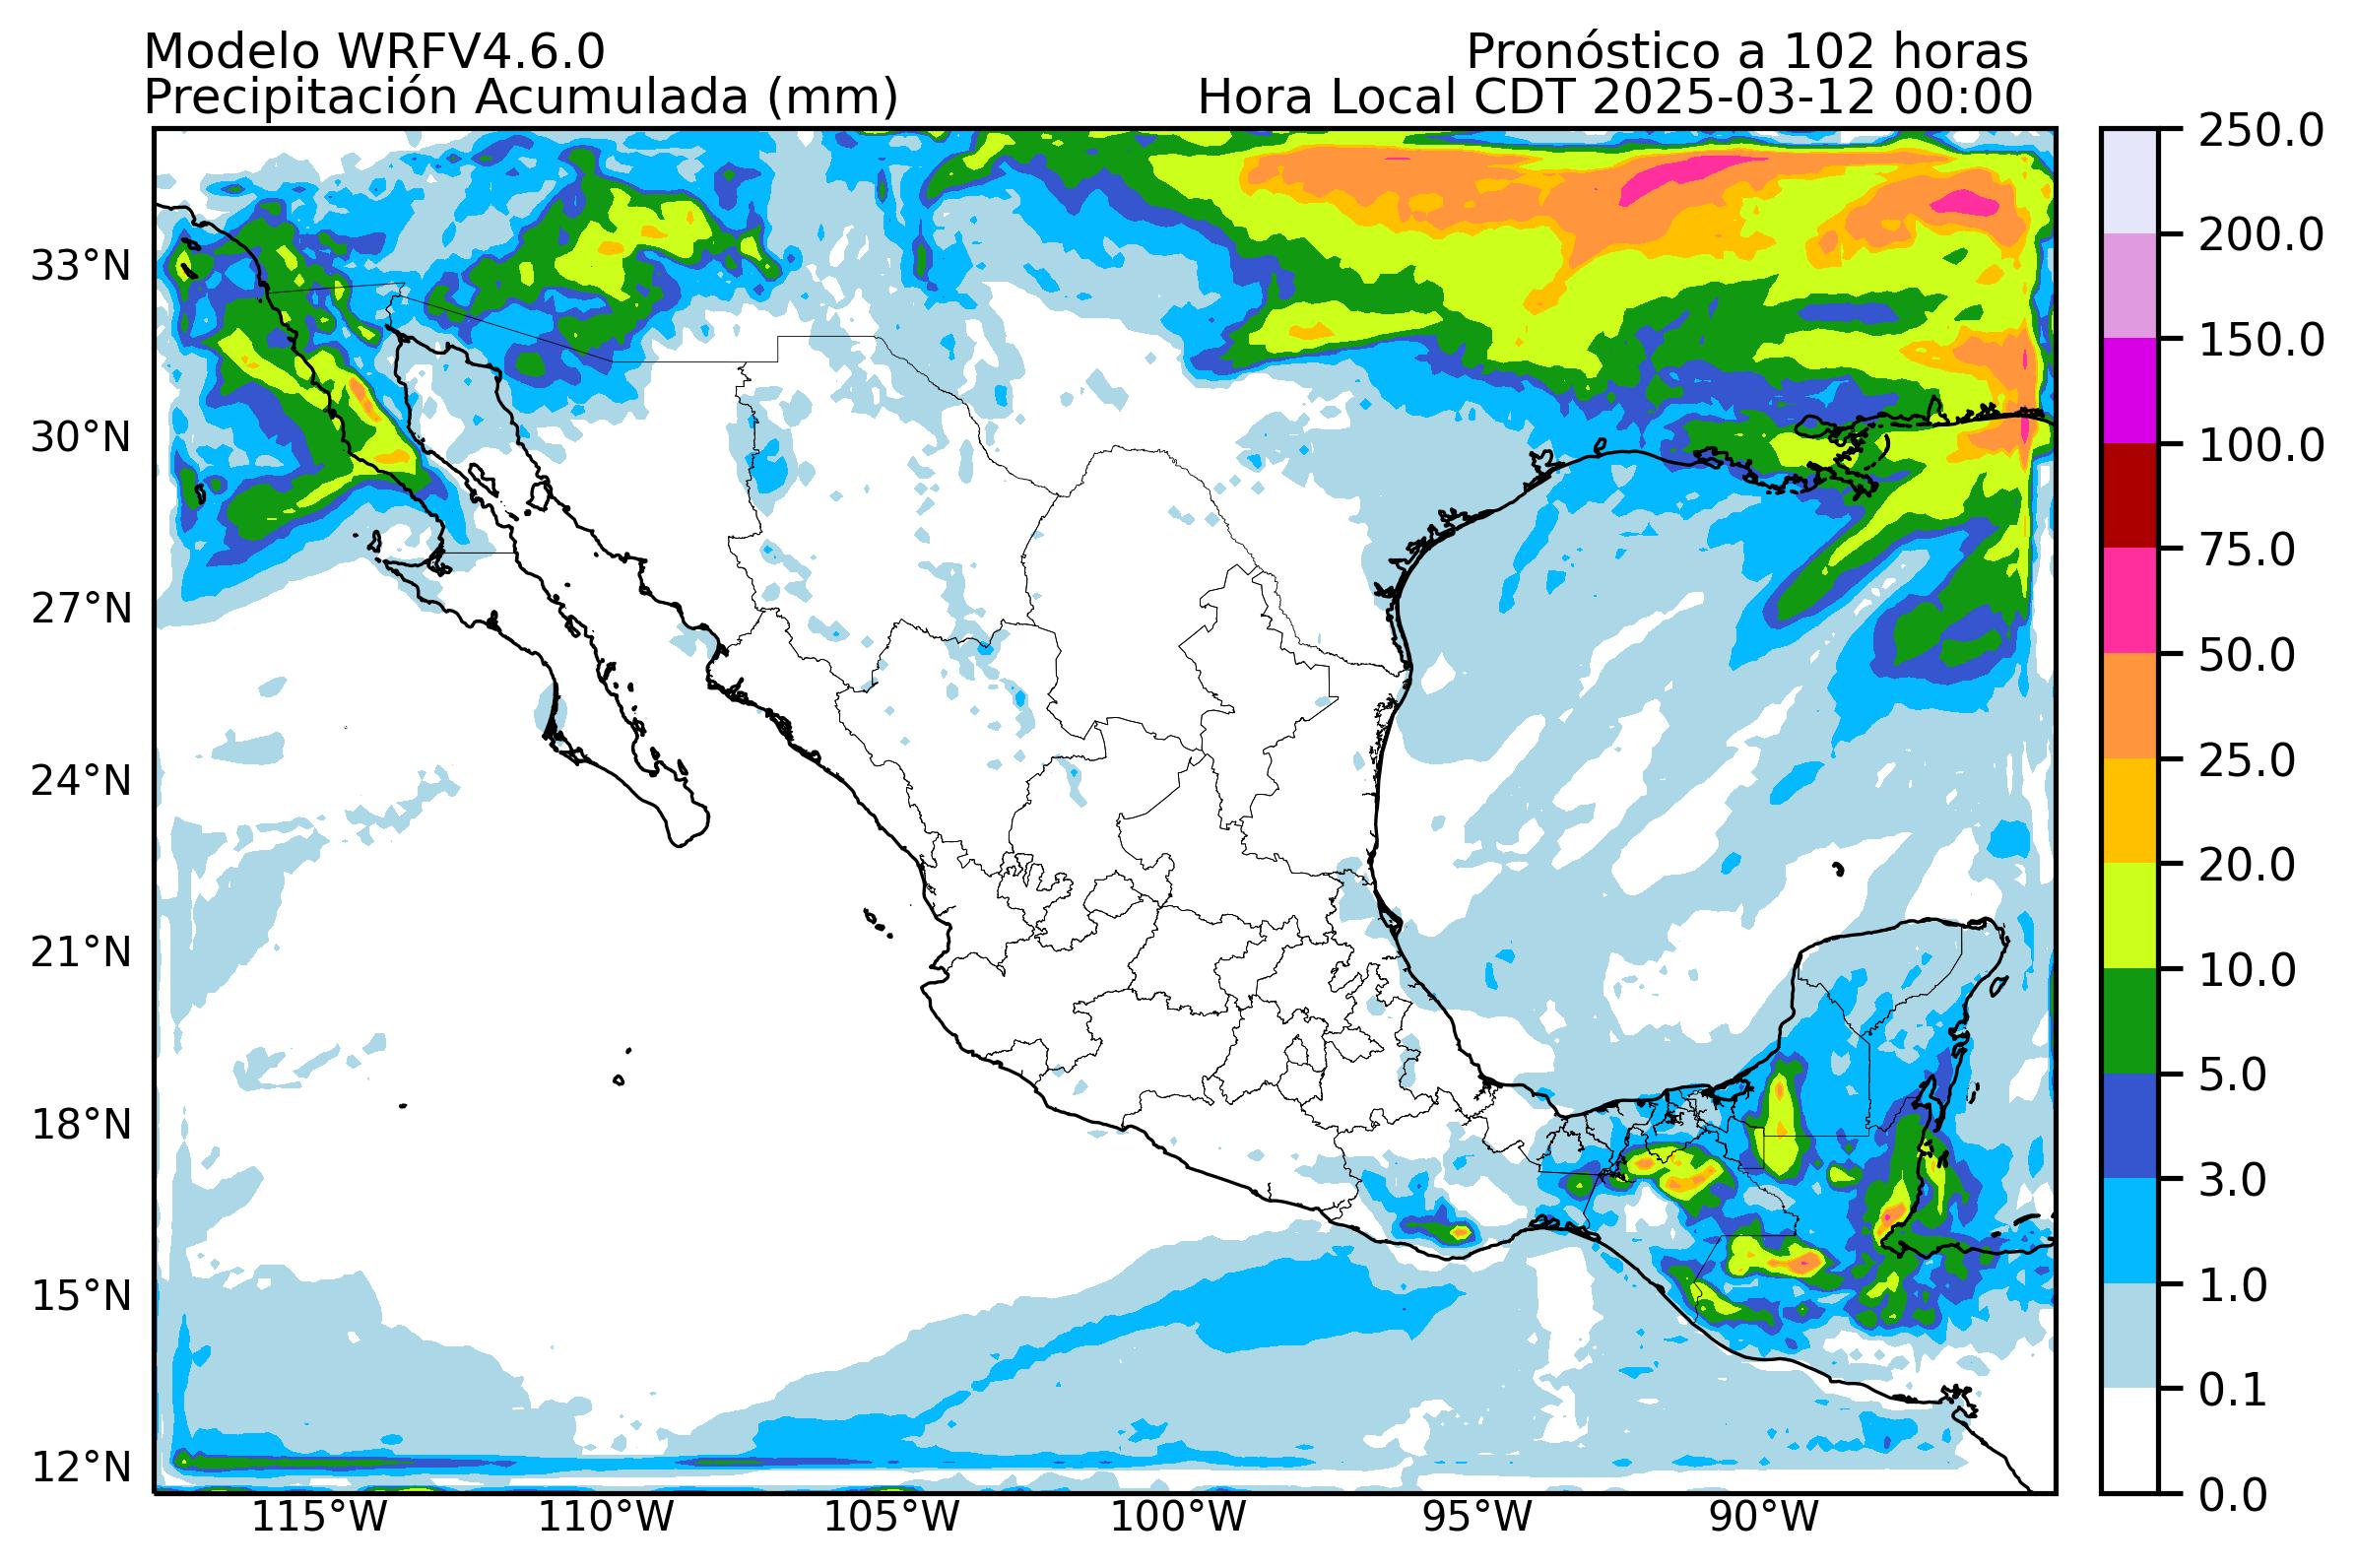 Modelo WRFV4.6.0
Pronóstico a 102 horas
Precipitación Acumulada (mm)
Hora Local CDT 2025-03-12 00:00
33°N
30°N
27°N
24°N
21°N
18°N
15°N
12°N
115°W
110°W
105°W
100°W
95°W
90°W
250.0
200.0
150.0
100.0
75.0
50.0
25.0
20.0
10.0
5.0
3.0
1.0
0.1
0.0